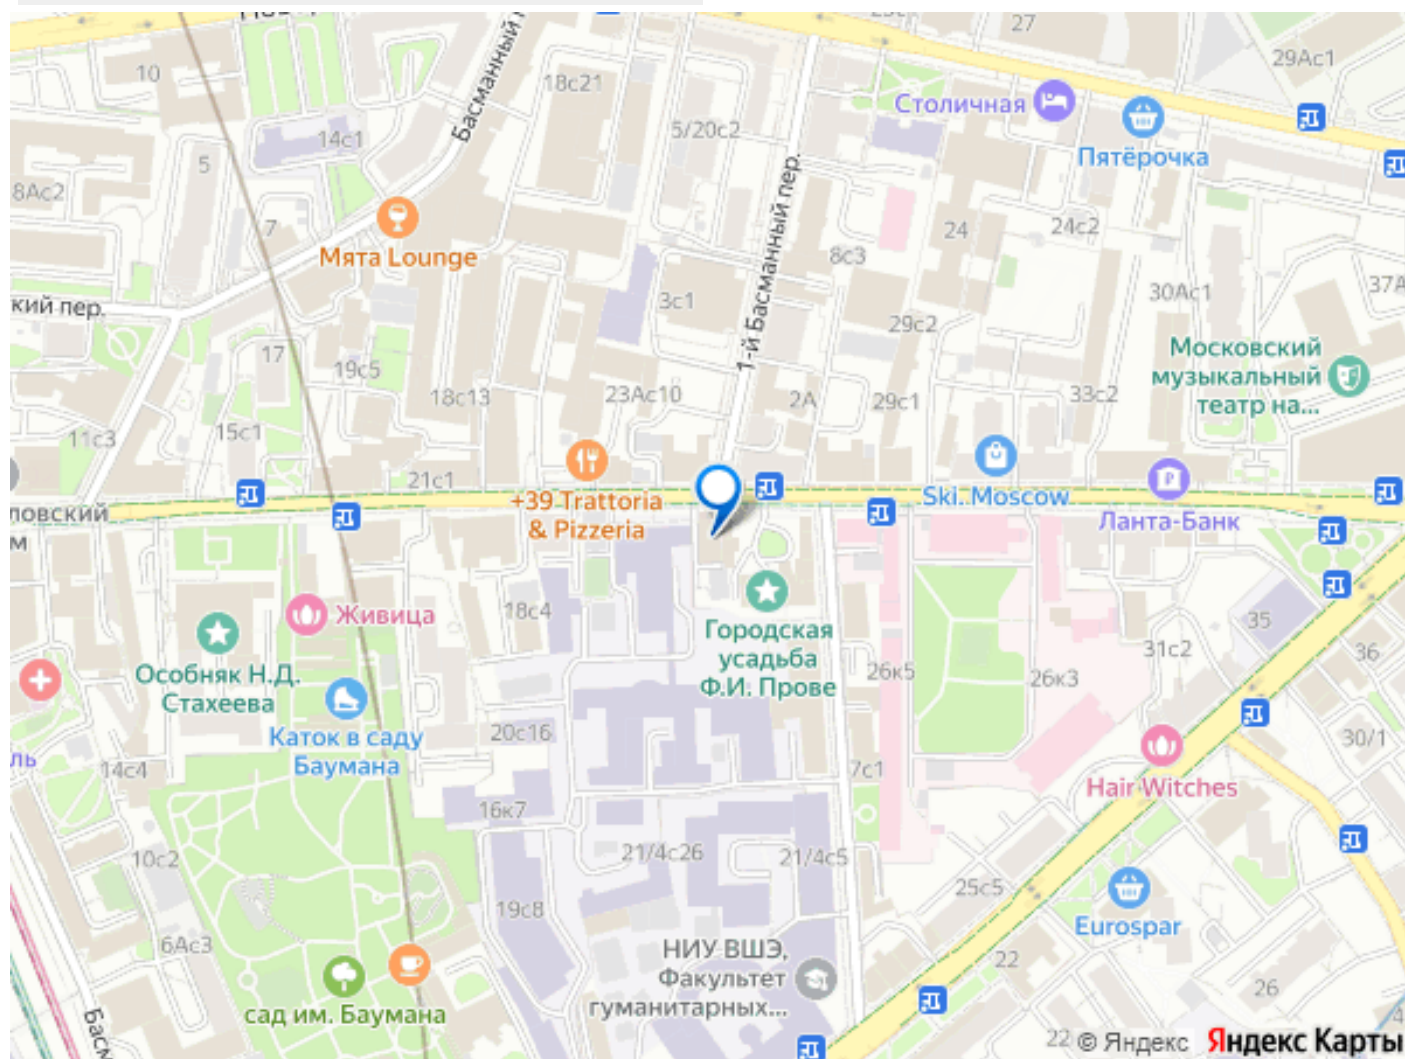 27
29Ас1
10
18с21
Басманный
Столичная
Пятёрочка
14с1
5/20с2
5
8Ас2
7
Мята Lounge
1-й Басманный пер.
8с3
24
24с2
кий пер.
3с1
30Ас1
37А
29с2
Московский
музыкальный
театр на...
17
19с5
18с13
23Ас10
2А
29с1
33с2
11с3
15с1
21с1
+39 Trattoria
& Pizzeria
Ski. Moscow
Ланта-Банк
ловский
м
18с4
Живица
Городская
усадьба
Ф.И. Прове
35
31с2
36
Особняк Н.Д.
Стахеева
26к5
26к3
Каток в саду
Баумана
20с16
ль
14с4
7с1
30/1
Hair Witches
16к7
10с2
21/4с26
21/4с5
25с5
19с8
Eurospar
6Ас3
НИУ ВШЭ,
Факультет
гуманитарных...
22
26
сад им. Баумана
Басм
22
4
© Яндекс
Яндекс Карты